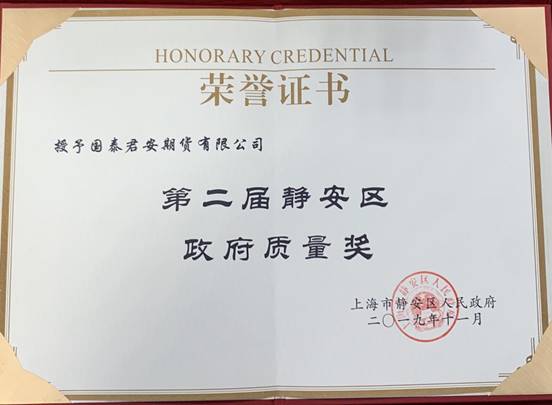 HONORARY CREDENTIAL
荣誉证书
授予国泰君安期货有限公司
第二届静安区
政府质量奖
上海市静安区人民政府
二〇一九年十一月